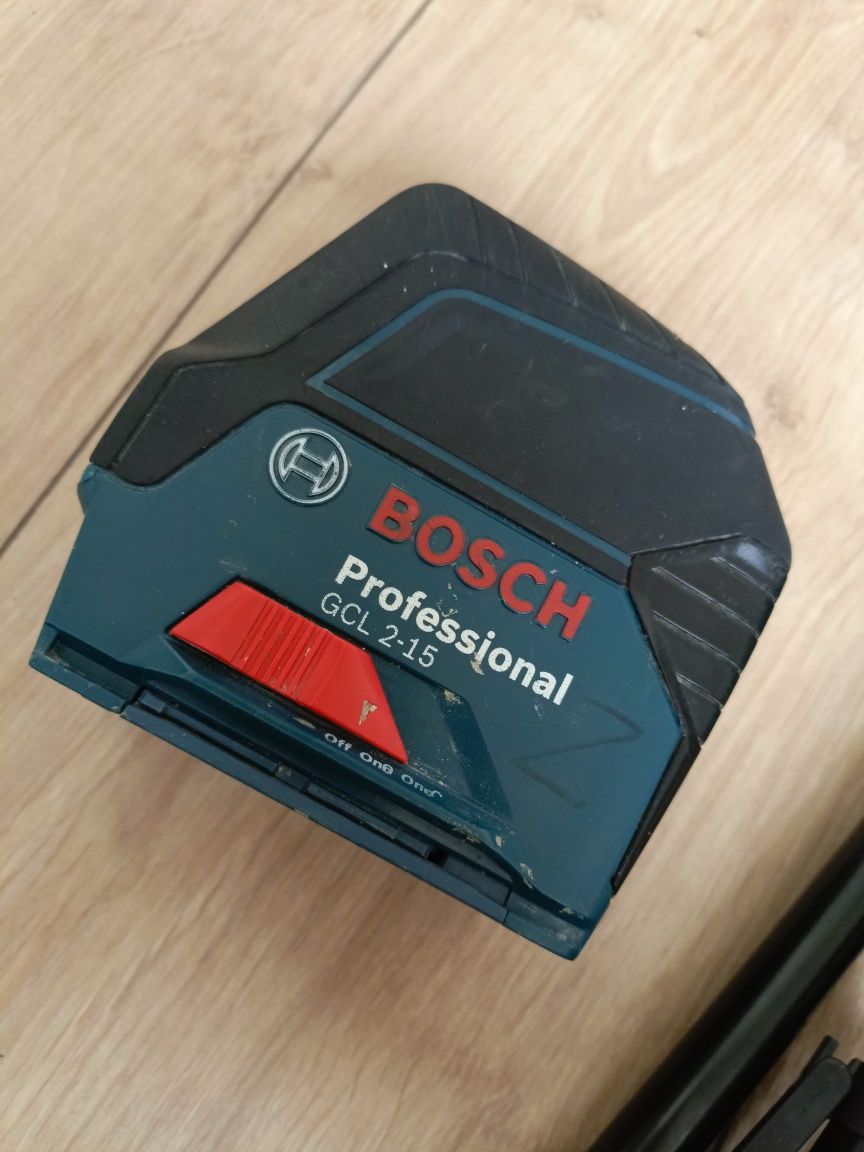 BOSCH
Professional
GCL 2-15
Off On On
Z